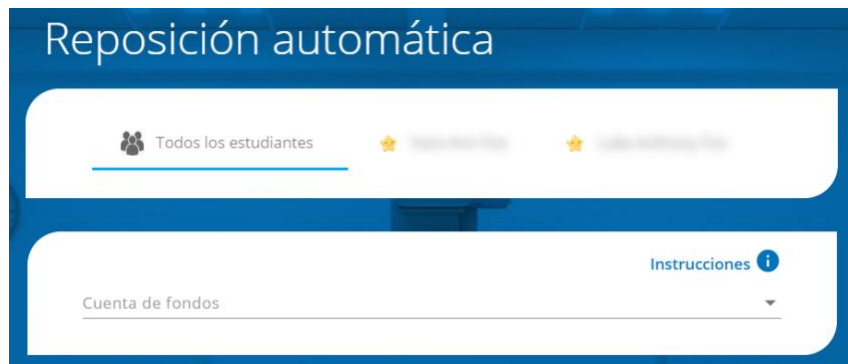 Reposición automática
Todos los estudiantes
Instrucciones
Cuenta de fondos